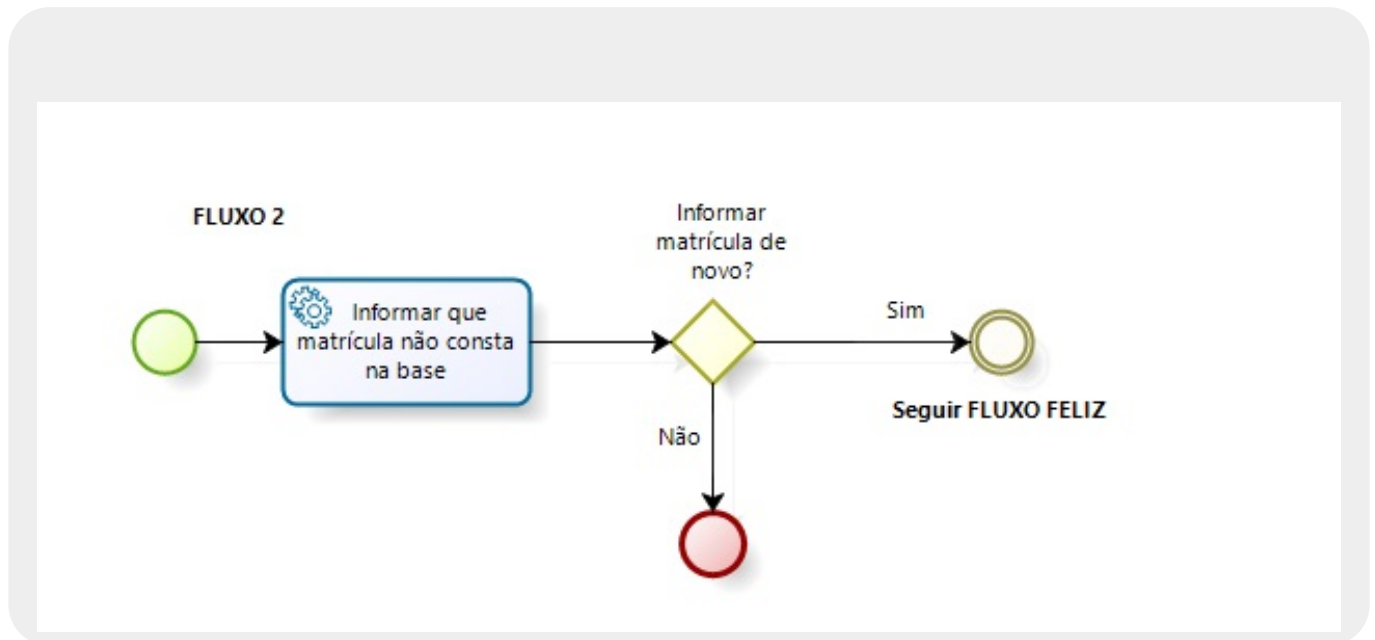 FLUXO 2
Informar
matrícula de
novo?
Informar que
matrícula não consta
na base
Sim
Seguir FLUXO FELIZ
Não